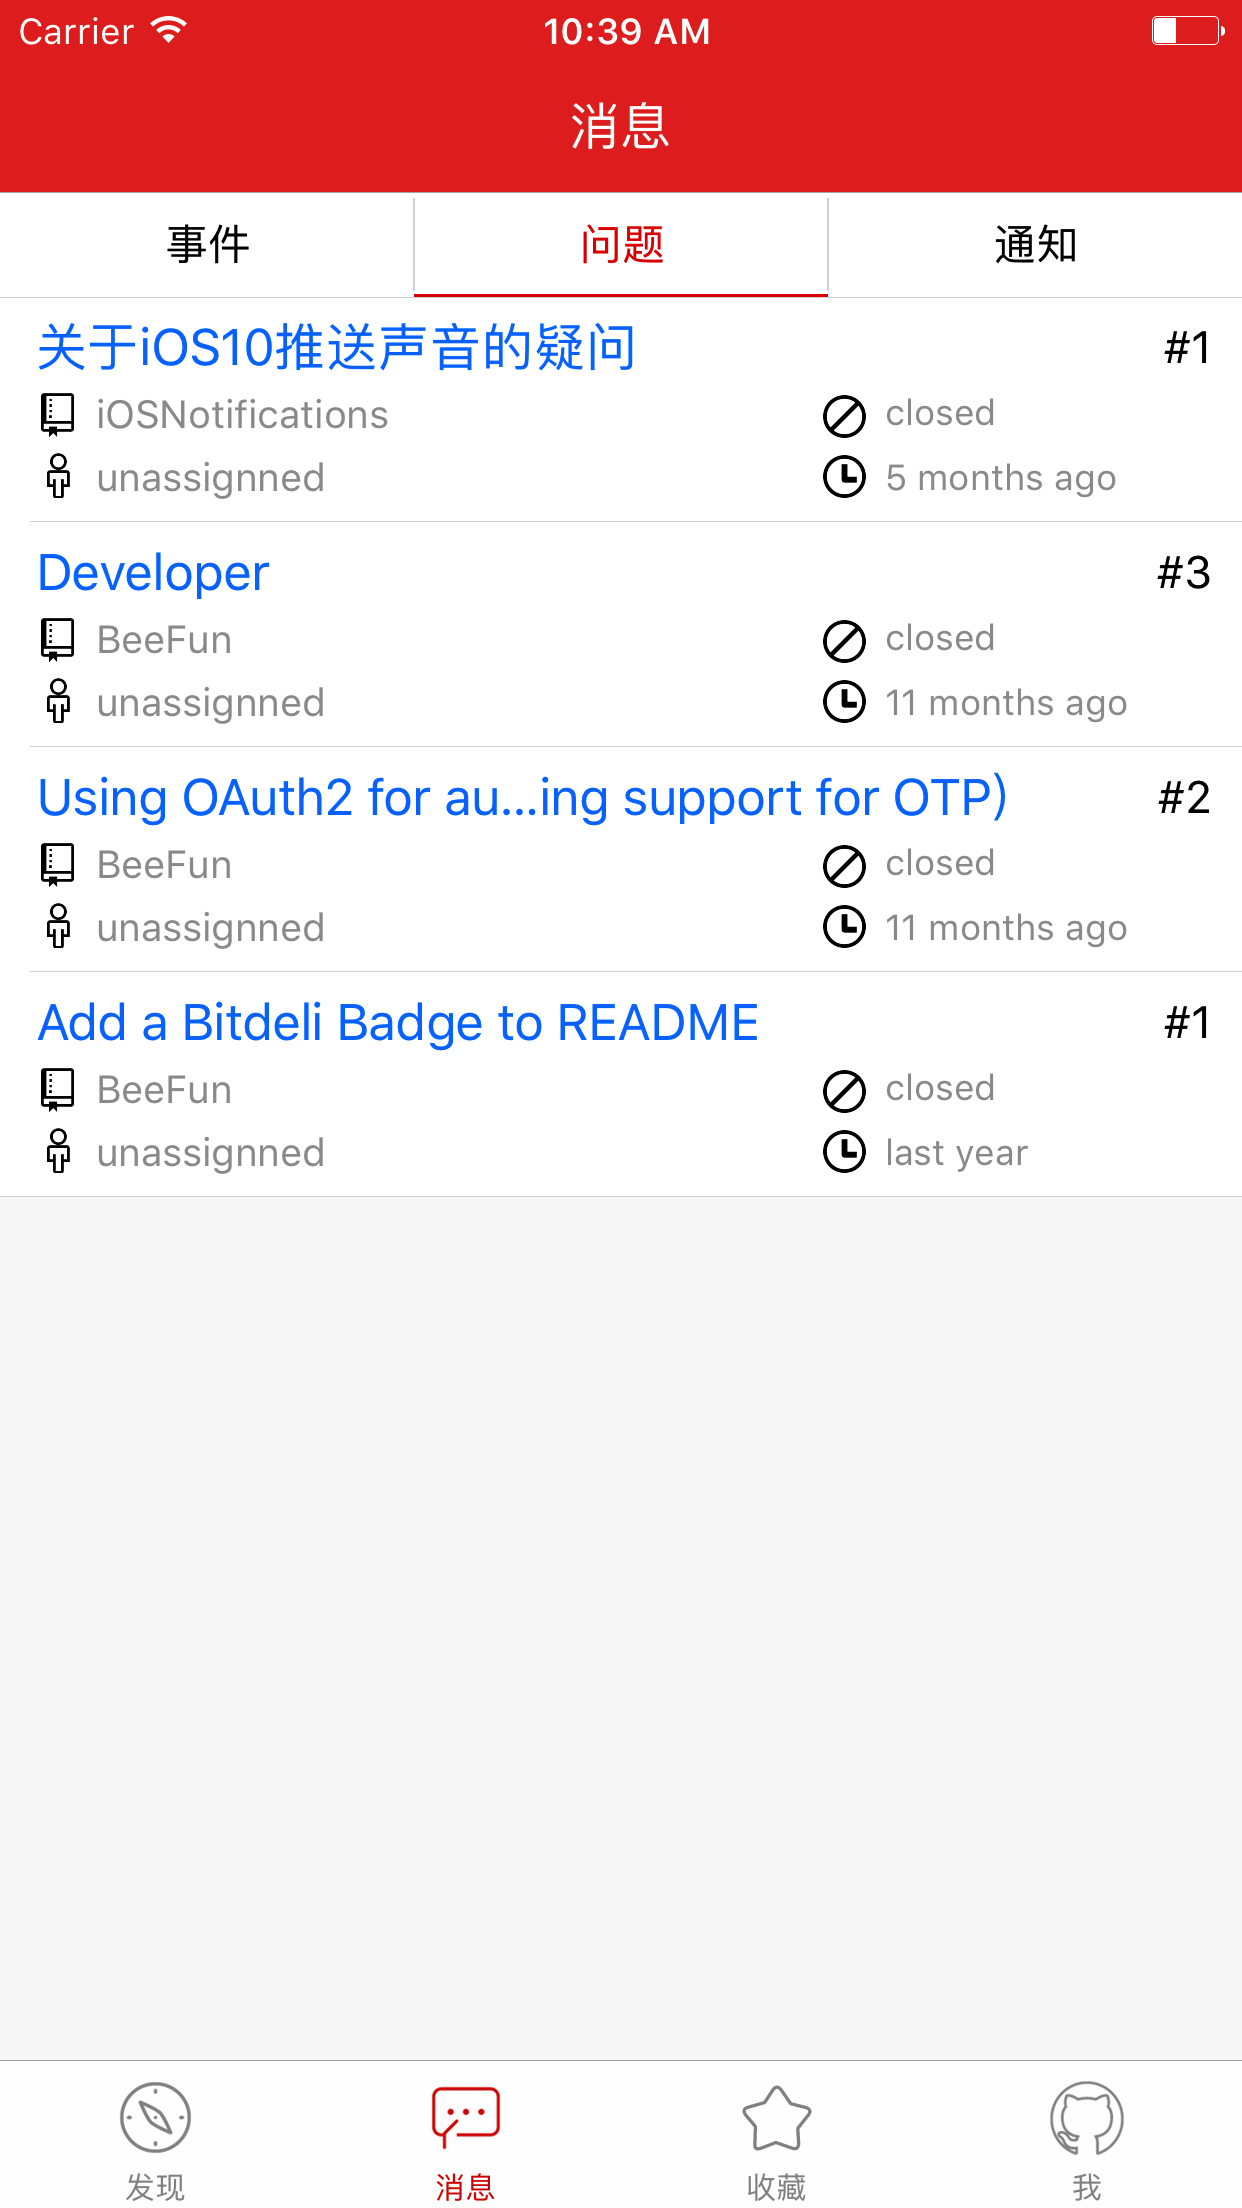 Carrier 10:39 AM
消息
事件 问题 通知
关于iOS10推送声音的疑问 #1
iOSNotifications closed
unassignned 5 months ago
Developer #3
BeeFun closed
unassignned 11 months ago
Using OAuth2 for au...ing support for OTP) #2
BeeFun closed
unassignned 11 months ago
Add a Bitdeli Badge to README #1
BeeFun closed
unassignned last year
发现 消息 收藏 我